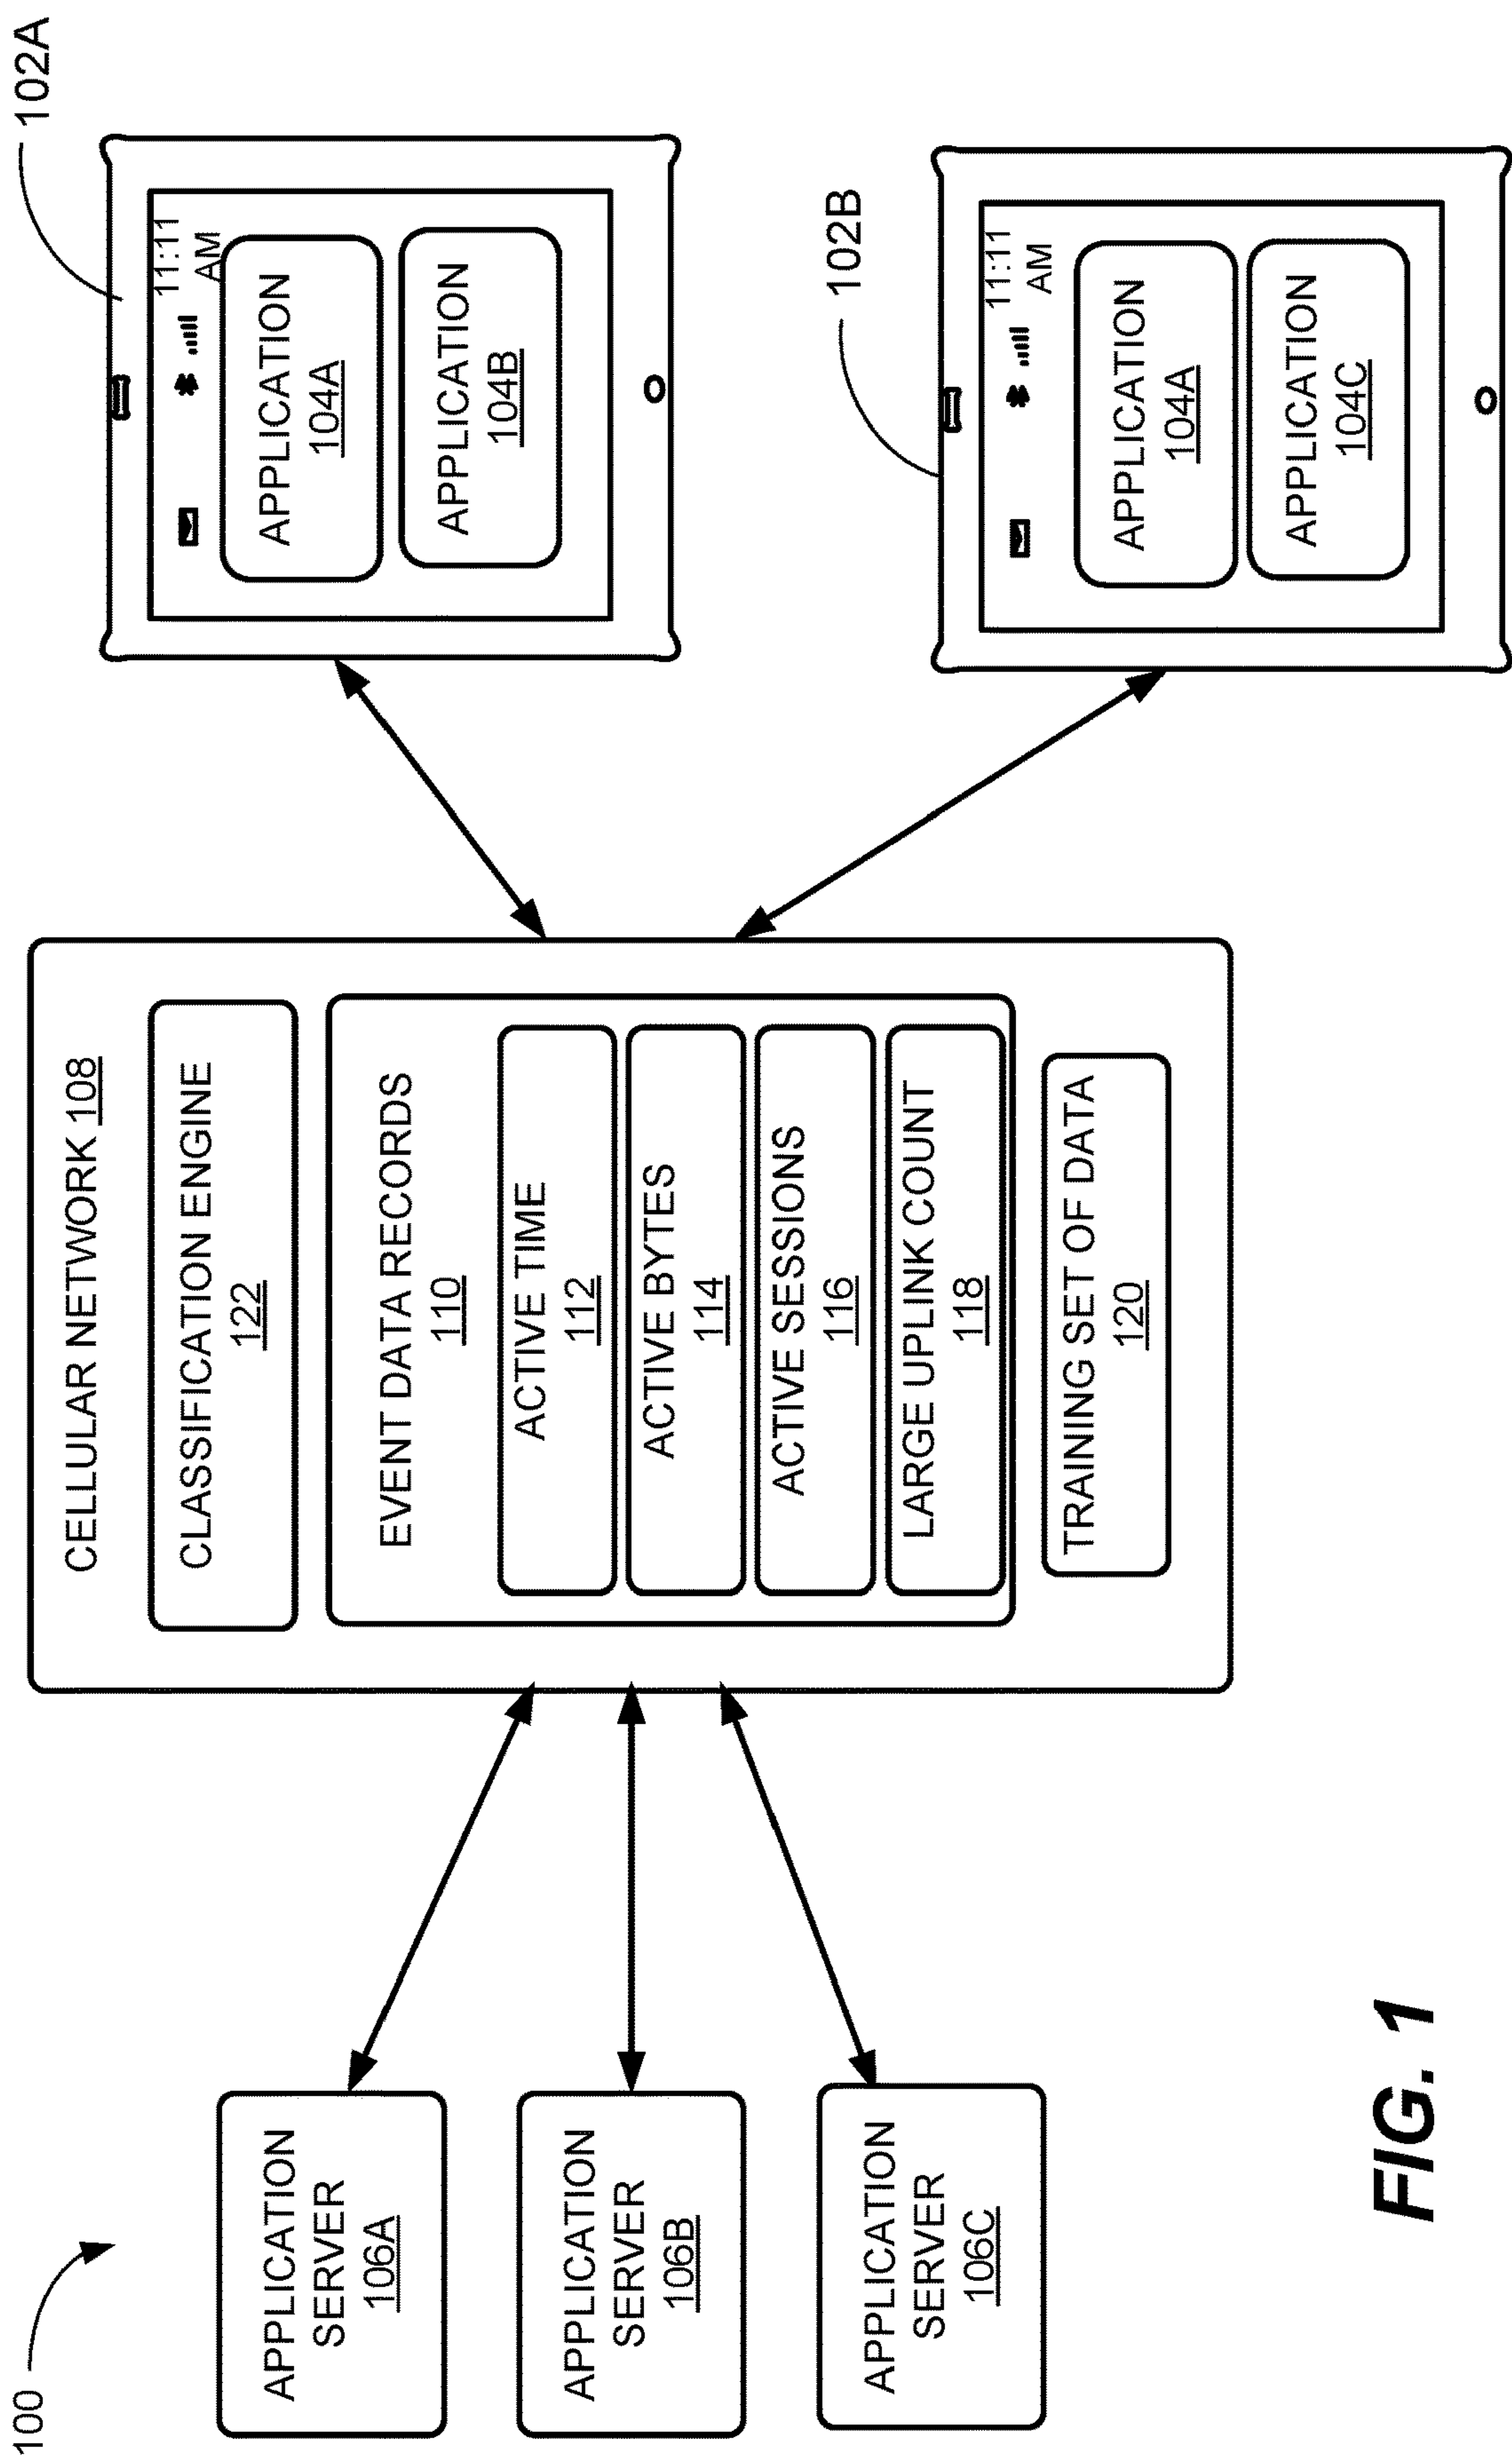 100
APPLICATION
SERVER
106A
APPLICATION
SERVER
106B
APPLICATION
SERVER
106C
CELLULAR NETWORK 108
CLASSIFICATION ENGINE
122
EVENT DATA RECORDS
110
ACTIVE TIME
112
ACTIVE BYTES
114
ACTIVE SESSIONS
116
LARGE UPLINK COUNT
118
TRAINING SET OF DATA
120
102A
11:11
AM
APPLICATION
104A
APPLICATION
104B
102B
11:11
AM
APPLICATION
104A
APPLICATION
104C
FIG. 1